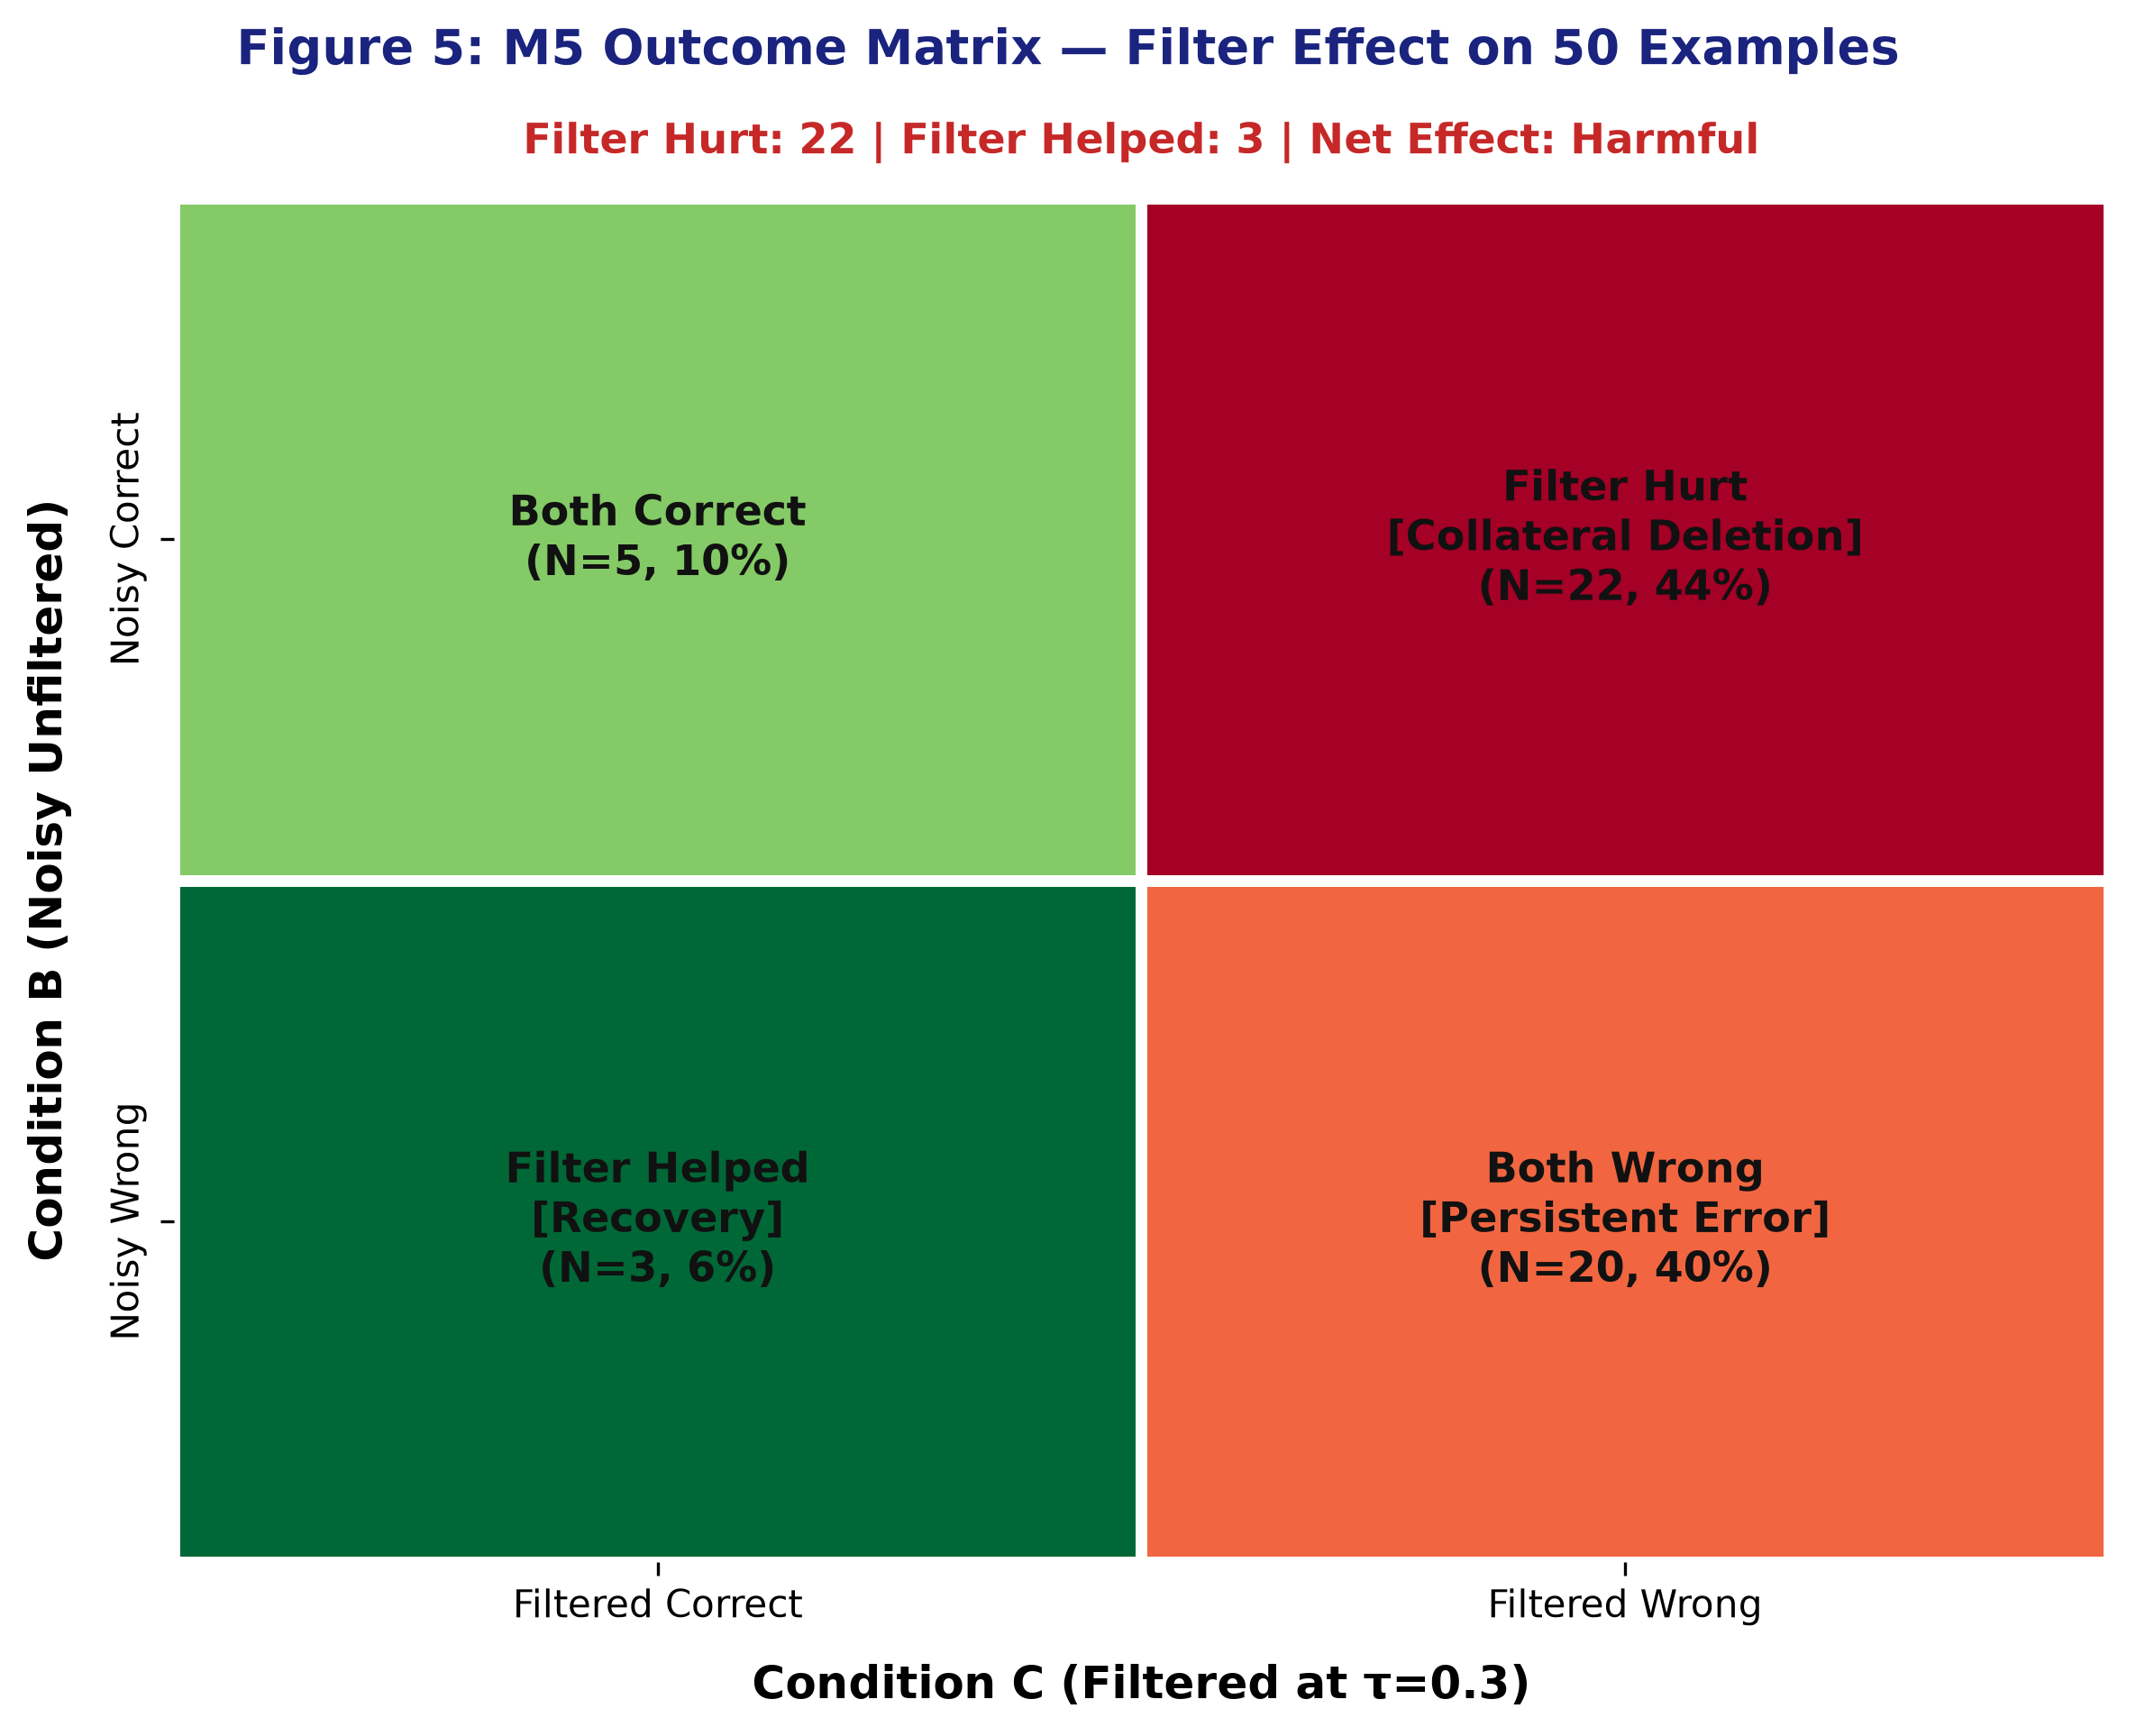 Figure 5: M5 Outcome Matrix — Filter Effect on 50 Examples
Filter Hurt: 22 | Filter Helped: 3 | Net Effect: Harmful
Condition B (Noisy Unfiltered)
Noisy Correct
Both Correct
(N=5, 10%)
Filter Hurt
[Collateral Deletion]
(N=22, 44%)
Noisy Wrong
Filter Helped
[Recovery]
(N=3, 6%)
Both Wrong
[Persistent Error]
(N=20, 40%)
Filtered Correct
Filtered Wrong
Condition C (Filtered at τ=0.3)